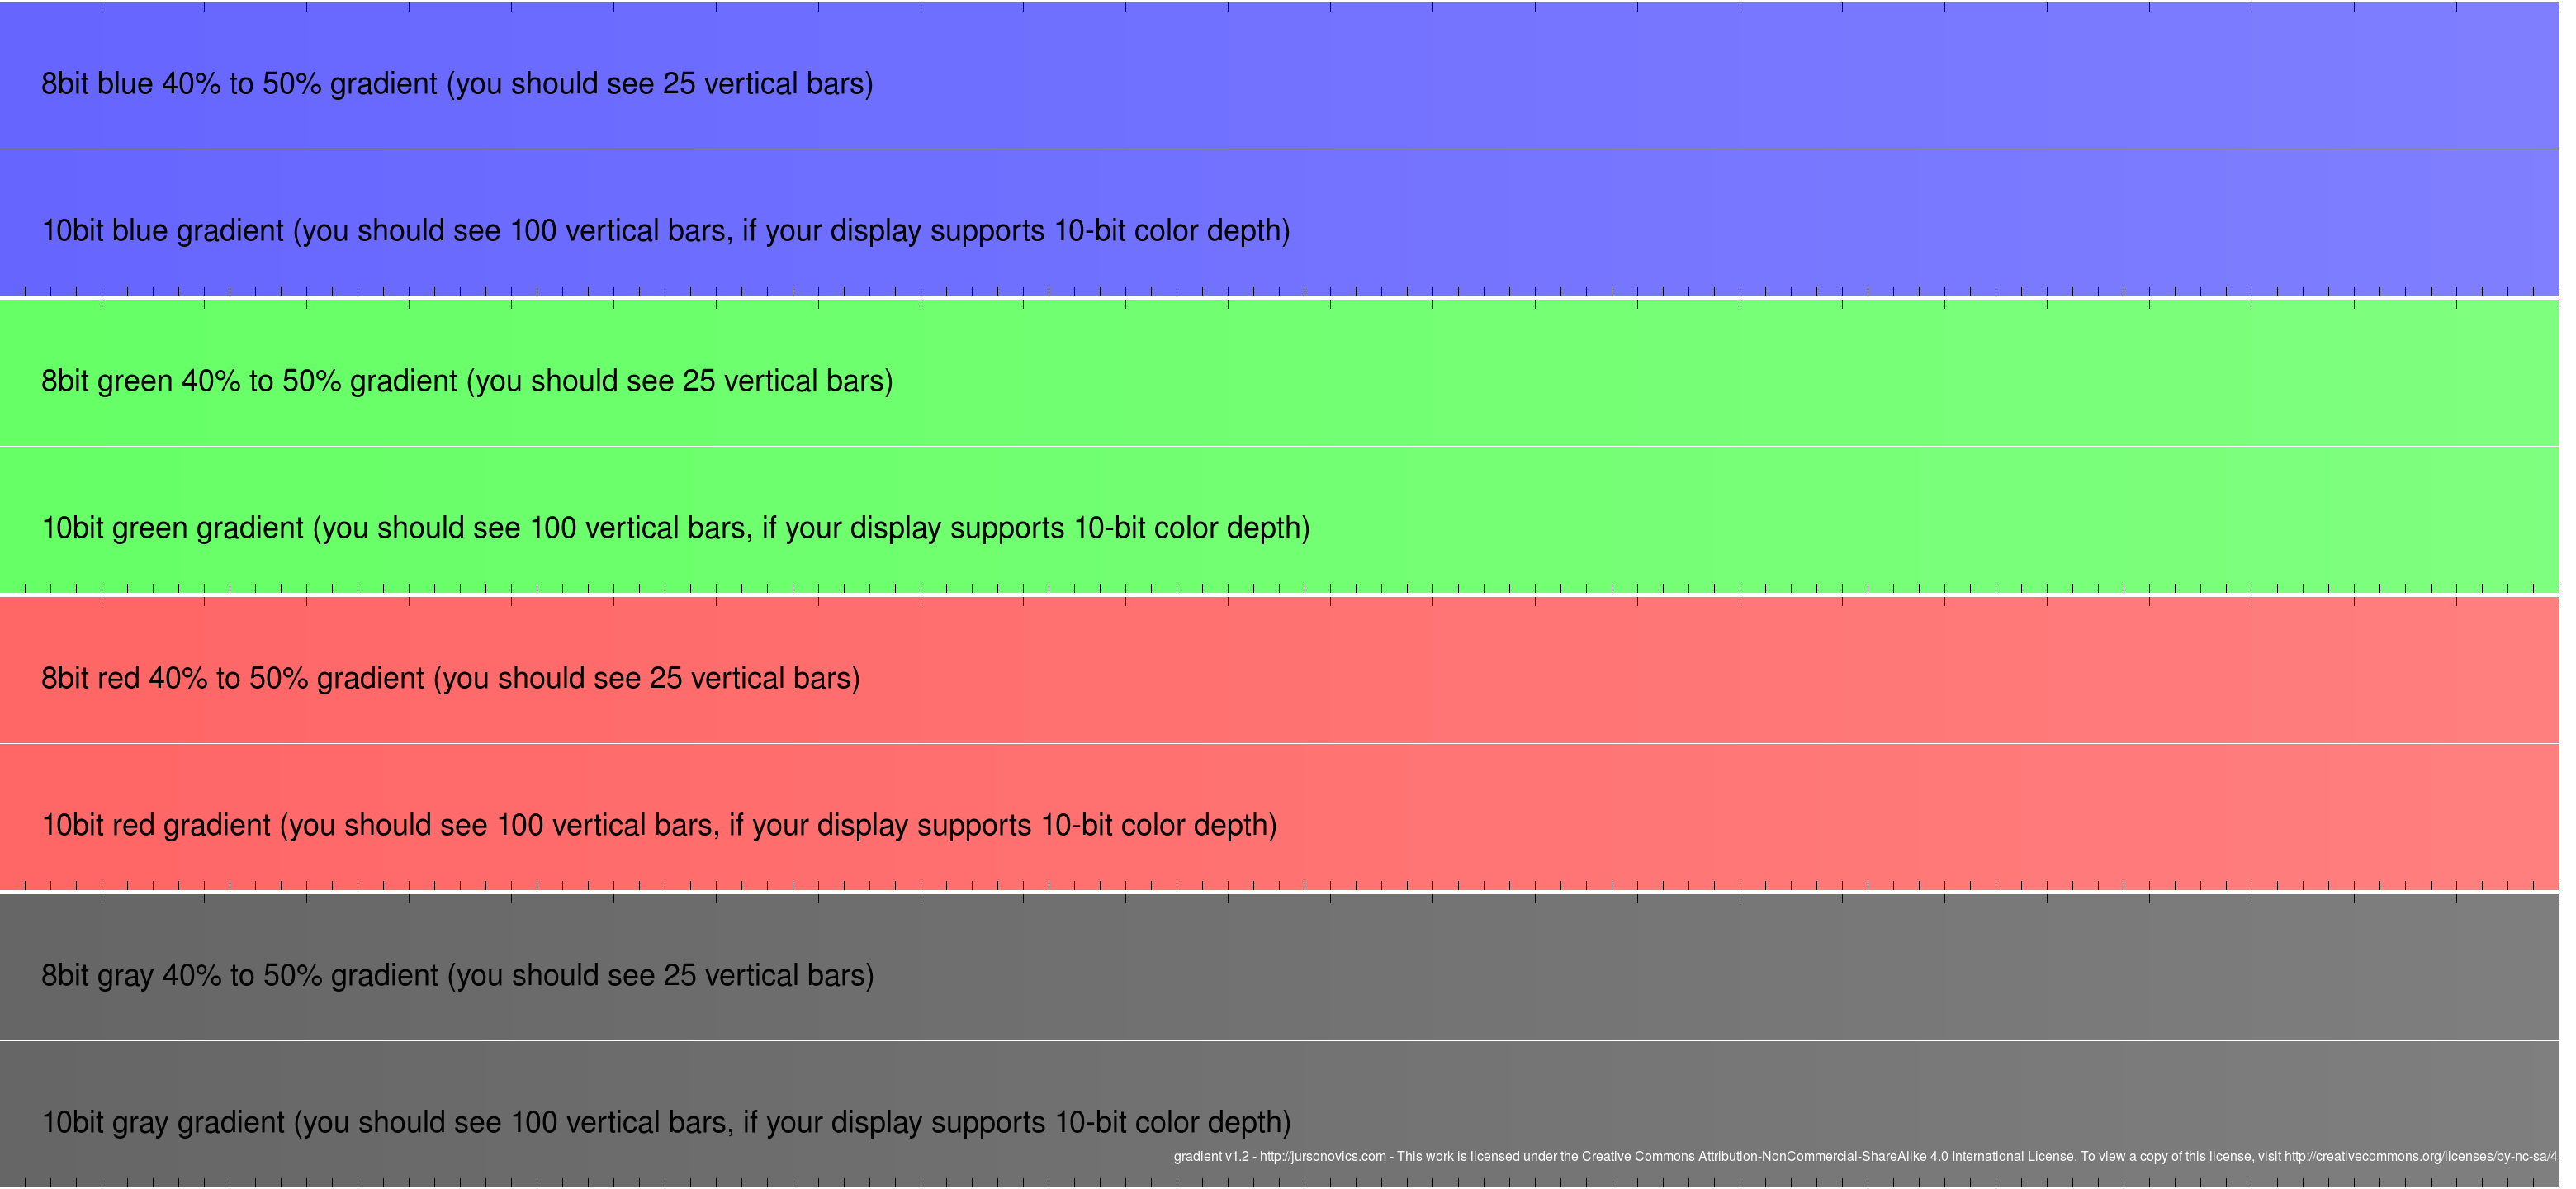 8bit blue 40% to 50% gradient (you should see 25 vertical bars)
10bit blue gradient (you should see 100 vertical bars, if your display supports 10-bit color depth)
8bit green 40% to 50% gradient (you should see 25 vertical bars)
10bit green gradient (you should see 100 vertical bars, if your display supports 10-bit color depth)
8bit red 40% to 50% gradient (you should see 25 vertical bars)
10bit red gradient (you should see 100 vertical bars, if your display supports 10-bit color depth)
8bit gray 40% to 50% gradient (you should see 25 vertical bars)
10bit gray gradient (you should see 100 vertical bars, if your display supports 10-bit color depth)
gradient v1.2 - http://jursonovics.com - This work is licensed under the Creative Commons Attribution-NonCommercial-ShareAlike 4.0 International License. To view a copy of this license, visit http://creativecommons.org/licenses/by-nc-sa/4